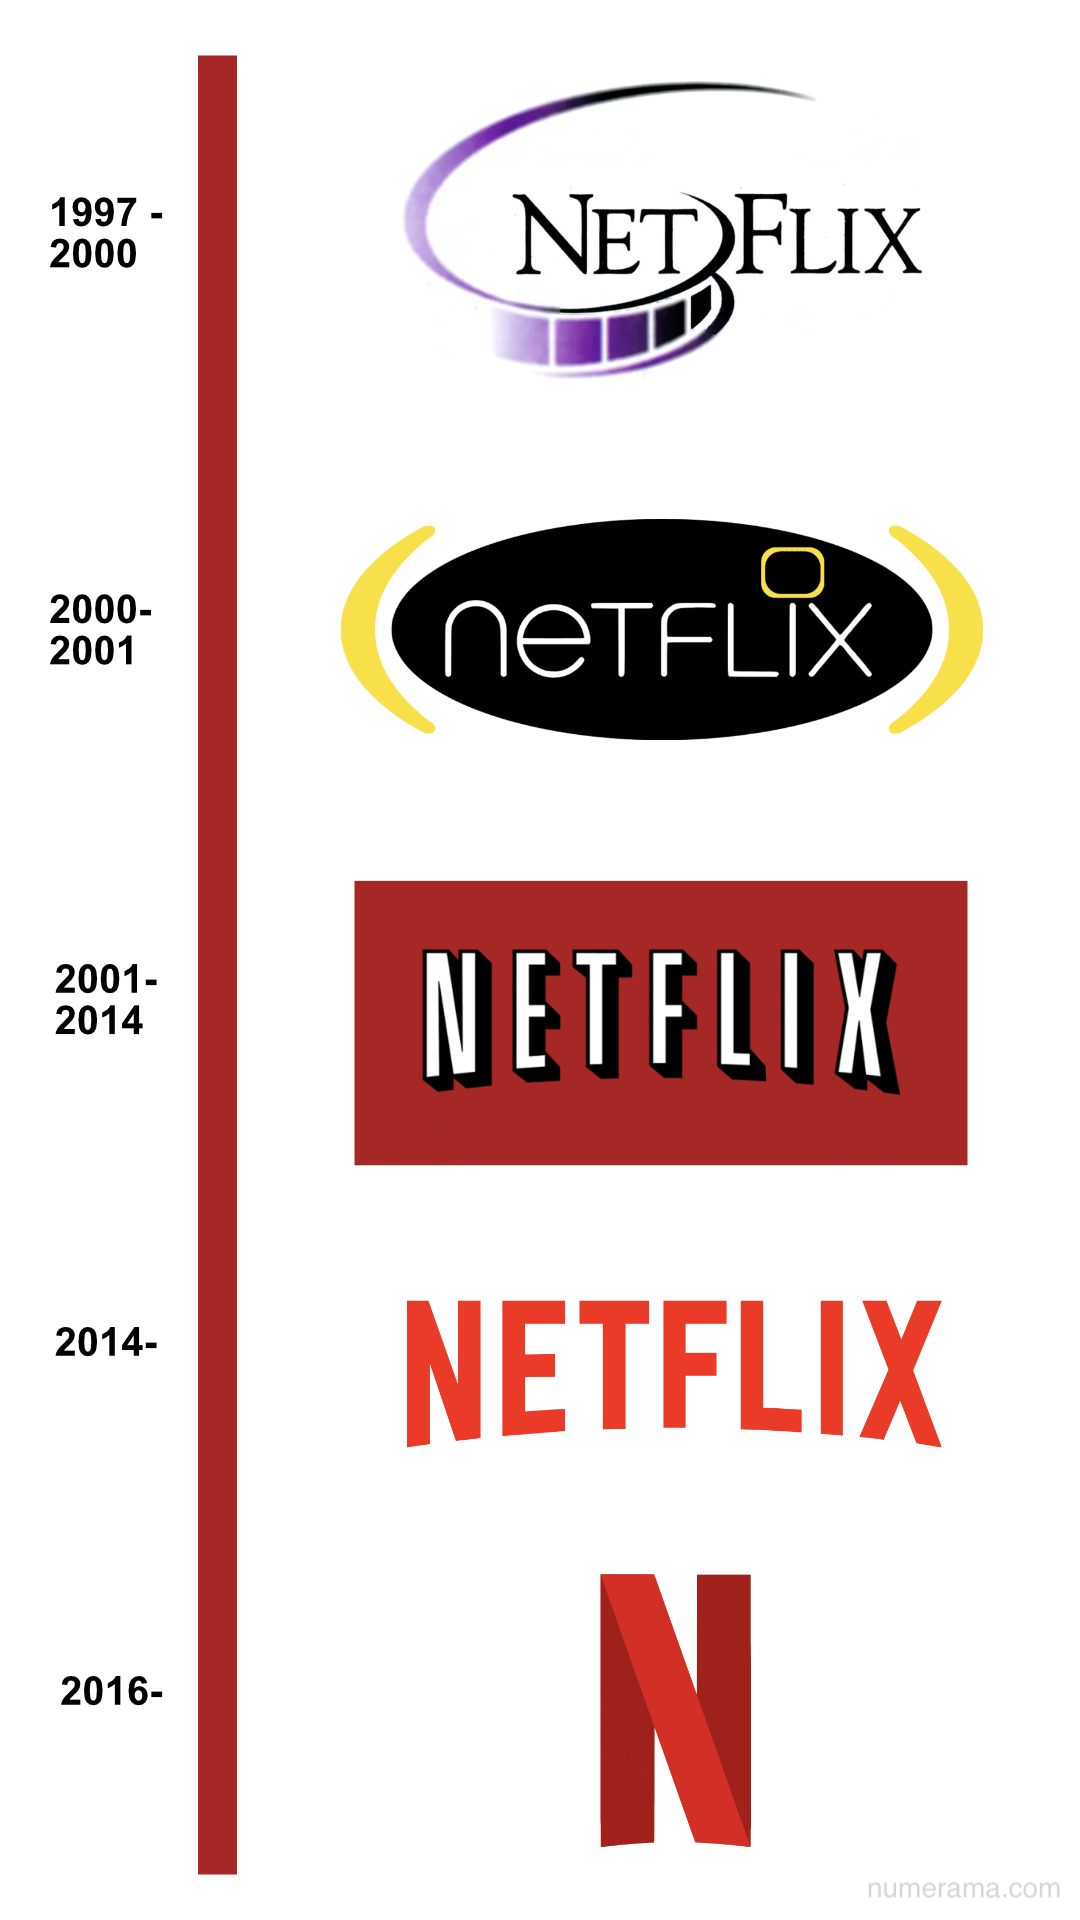 1997 -
2000
NETFLIX
2000-
2001
neTFLIX
2001-
2014
NETFLIX
2014-
NETFLIX
2016-
N
numerama.com